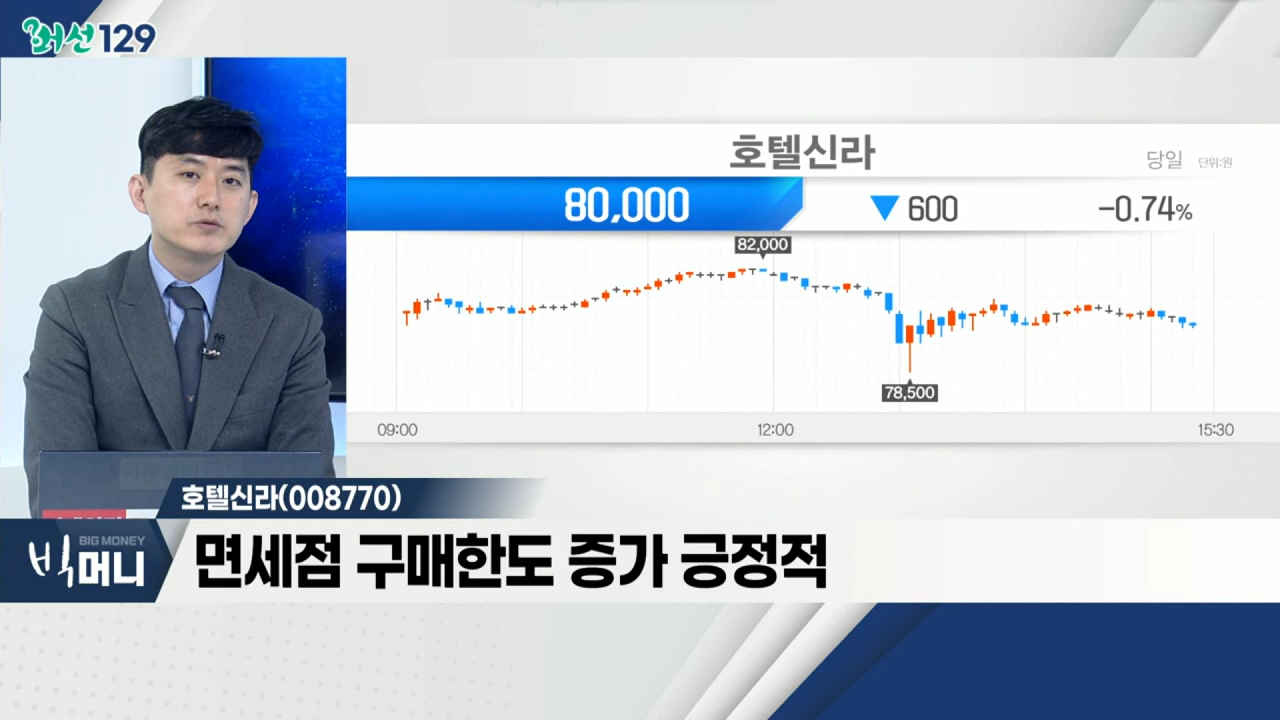 머선129
호텔신라
당일 단위:원
80,000 ▼600 -0.74%
82,000
78,500
09:00 12:00 15:30
호텔신라(008770)
BIG MONEY
빅머니
면세점 구매한도 증가 긍정적